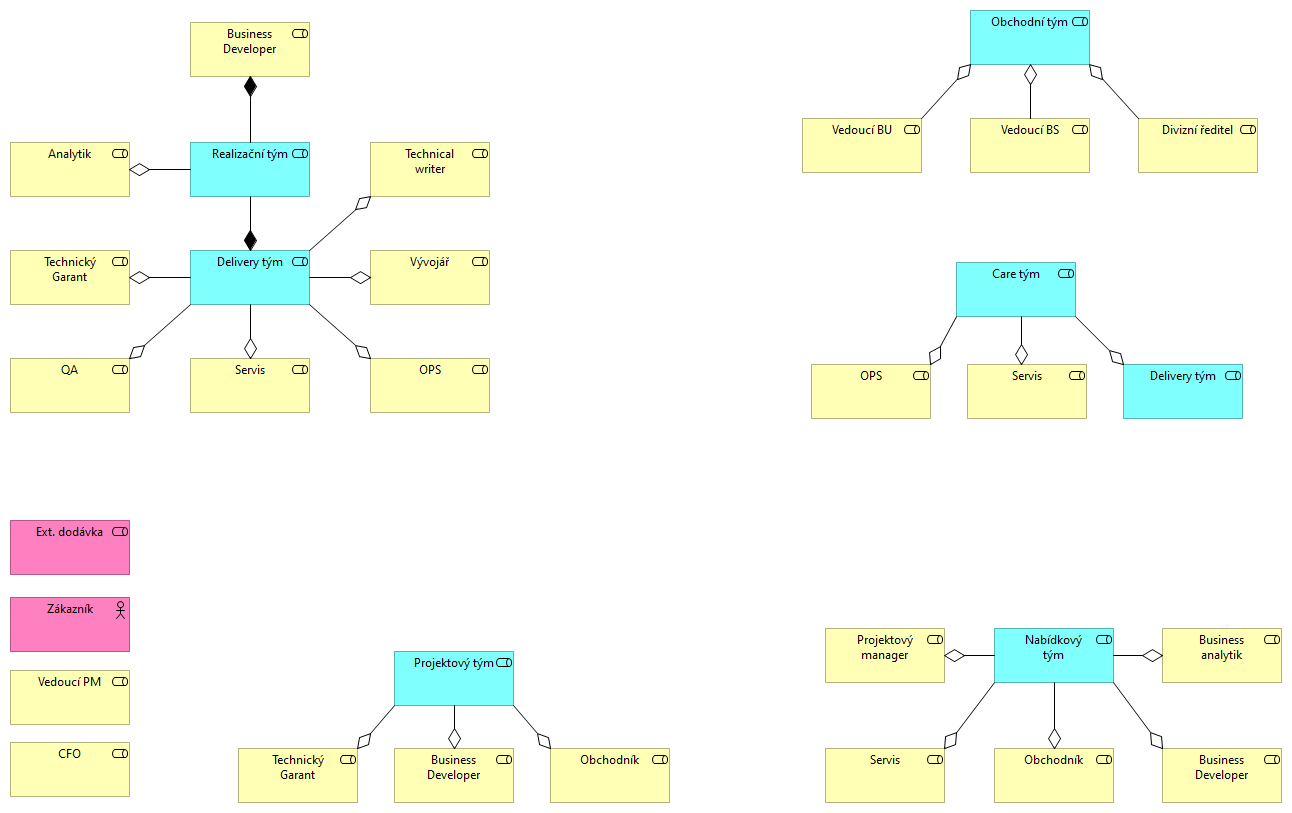 Business
Developer
Analytik
Realizační tým
Technical
writer
Technický
Garant
Delivery tým
Vývojář
QA
Servis
OPS
Obchodní tým
Vedoucí BU
Vedoucí BS
Divizní ředitel
Care tým
OPS
Servis
Delivery tým
Ext. dodávka
Zákazník
Vedoucí PM
CFO
Projektový tým
Technický
Garant
Business
Developer
Obchodník
Projektový
manager
Nabídkový
tým
Business
analytik
Servis
Obchodník
Business
Developer